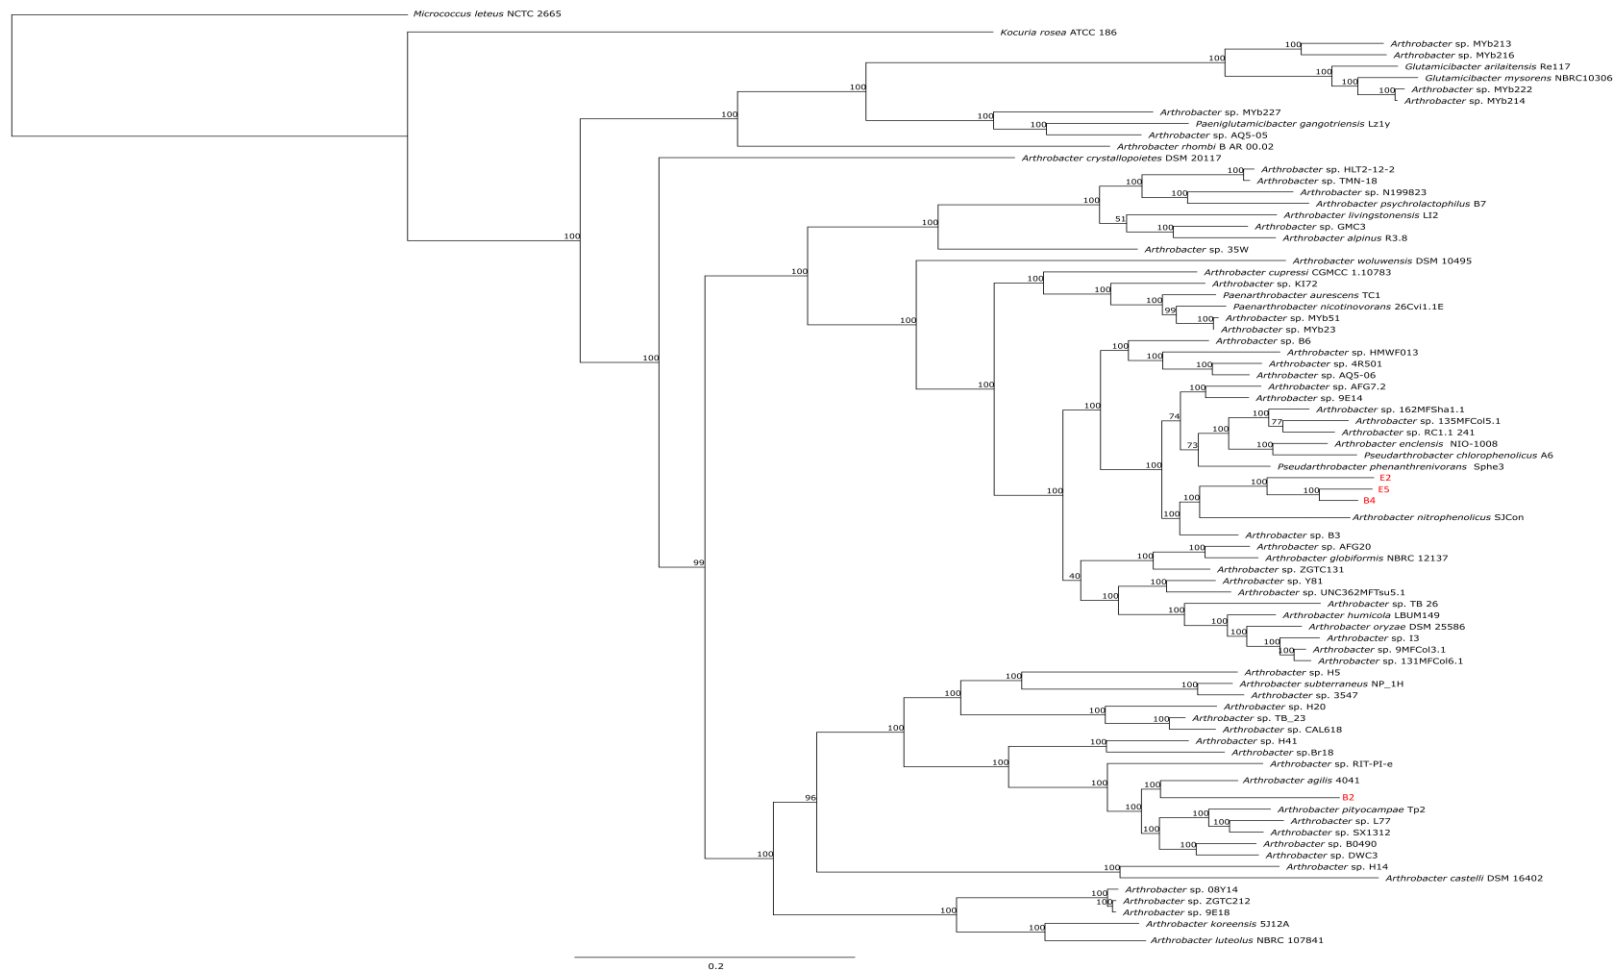 Micrococcus leteus NCTC 2665
Kocuria rosea ATCC 186
100 Arthrobacter sp. MYb213
Arthrobacter sp. MYb216
100
Glutamicibacter arilaitensis Re117
100
Glutamicibacter mysorens NBRC10306
100
100 Arthrobacter sp. MYb222
Arthrobacter sp. MYb214
100
Arthrobacter sp. MYb227
100
100 Paeniglutamicibacter gangotriensis Lz1y
Arthrobacter sp. AQ5-05
100
Arthrobacter rhombi B AR 00.02
Arthrobacter crystallopoietes DSM 20117
100 Arthrobacter sp. HLT2-12-2
Arthrobacter sp. TMN-18
100
100 Arthrobacter sp. N199823
Arthrobacter psychrolactophilus B7
100
Arthrobacter livingstonensis LI2
51
100 Arthrobacter sp. GMC3
Arthrobacter alpinus R3.8
100
Arthrobacter sp. 35W
100
100
Arthrobacter woluwensis DSM 10495
Arthrobacter cupressi CGMCC 1.10783
100
Arthrobacter sp. KI72
100
Paenarthrobacter aurescens TC1
100
Paenarthrobacter nicotinovorans 26Cvi1.1E
99
100 Arthrobacter sp. MYb51
Arthrobacter sp. MYb23
100
Arthrobacter sp. B6
100
Arthrobacter sp. HMWF013
100
100 Arthrobacter sp. 4R501
Arthrobacter sp. AQ5-06
100
100
100 Arthrobacter sp. AFG7.2
Arthrobacter sp. 9E14
100
Arthrobacter sp. 162MFSha1.1
100
77 Arthrobacter sp. 135MFCol5.1
Arthrobacter sp. RC1.1 241
74
100
100 Arthrobacter enclensis NIO-1008
Pseudarthrobacter chlorophenolicus A6
73
Pseudarthrobacter phenanthrenivorans Sphe3
100
E2
100
100 E5
B4
100
Arthrobacter nitrophenolicus SJCon
100
Arthrobacter sp. B3
100
100 Arthrobacter sp. AFG20
Arthrobacter globiformis NBRC 12137
100
Arthrobacter sp. ZGTC131
40
100 Arthrobacter sp. Y81
Arthrobacter sp. UNC362MFTsu5.1
100
Arthrobacter sp. TB 26
100
Arthrobacter humicola LBUM149
100
Arthrobacter oryzae DSM 25586
100
Arthrobacter sp. I3
100 Arthrobacter sp. 9MFCol3.1
Arthrobacter sp. 131MFCol6.1
99
Arthrobacter sp. H5
100
100 Arthrobacter subterraneus NP_1H
Arthrobacter sp. 3547
100
Arthrobacter sp. H20
100
100 Arthrobacter sp. TB_23
Arthrobacter sp. CAL618
100
100 Arthrobacter sp. H41
Arthrobacter sp.Br18
100
Arthrobacter sp. RIT-PI-e
100
Arthrobacter agilis 4041
100
B2
100
Arthrobacter pityocampae Tp2
100
100 Arthrobacter sp. L77
Arthrobacter sp. SX1312
100
100 Arthrobacter sp. B0490
Arthrobacter sp. DWC3
96
100 Arthrobacter sp. H14
Arthrobacter castelli DSM 16402
100
100 Arthrobacter sp. 08Y14
100 Arthrobacter sp. ZGTC212
Arthrobacter sp. 9E18
100
100 Arthrobacter koreensis 5J12A
Arthrobacter luteolus NBRC 107841
0.2